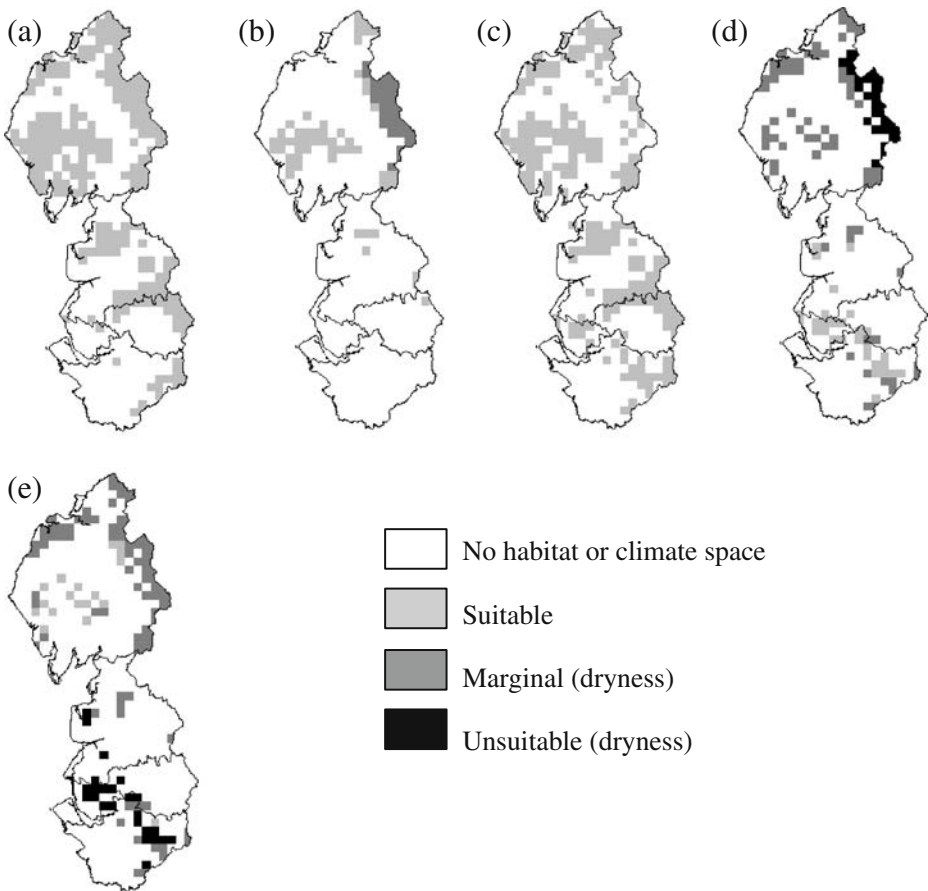 (a)
(b)
(c)
(d)
(e)
No habitat or climate space
Suitable
Marginal (dryness)
Unsuitable (dryness)